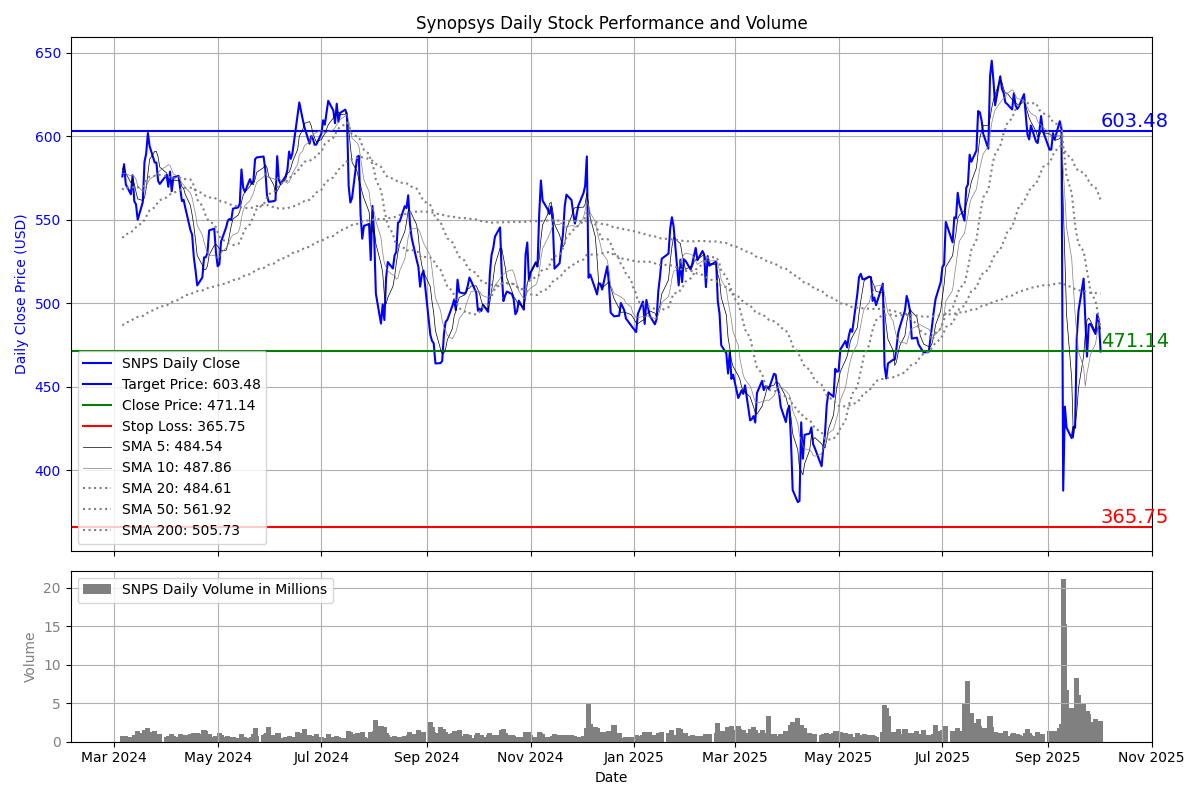 Synopsys Daily Stock Performance and Volume
Daily Close Price (USD)
650
600
550
500
450
400
603.48
471.14
365.75
SNPS Daily Close
Target Price: 603.48
Close Price: 471.14
Stop Loss: 365.75
SMA 5: 484.54
SMA 10: 487.86
SMA 20: 484.61
SMA 50: 561.92
SMA 200: 505.73
Volume
20
15
10
5
0
SNPS Daily Volume in Millions
Mar 2024 May 2024 Jul 2024 Sep 2024 Nov 2024 Jan 2025 Mar 2025 May 2025 Jul 2025 Sep 2025 Nov 2025
Date